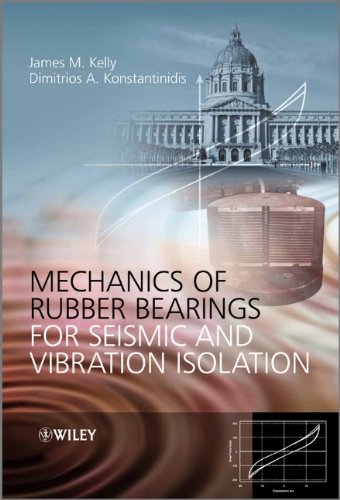 James M. Kelly
Dimitrios A. Konstantinidis
MECHANICS OF
RUBBER BEARINGS
FOR SEISMIC AND
VIBRATION ISOLATION
WILEY